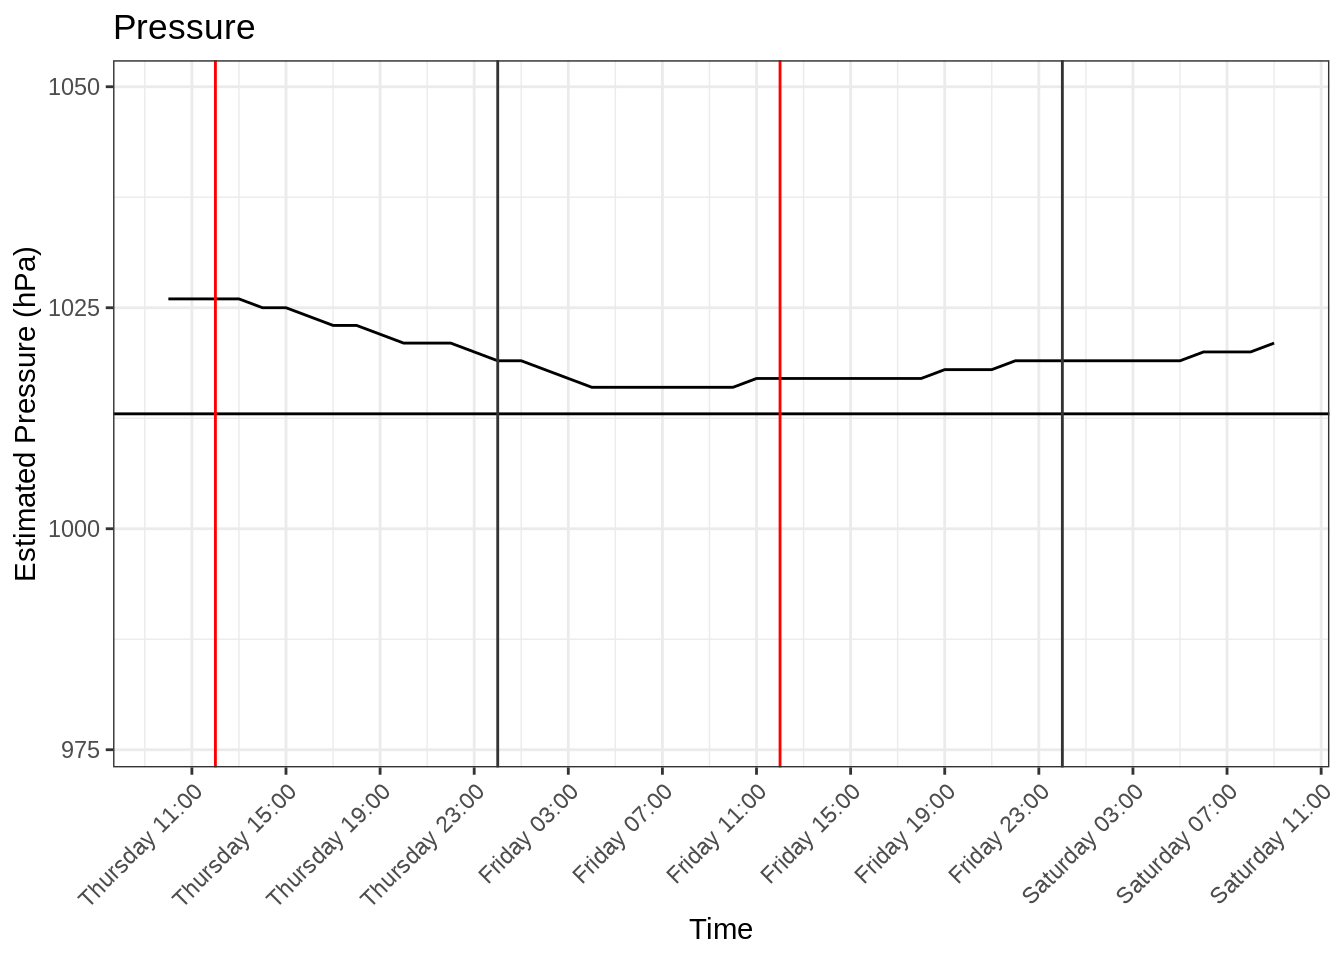 Pressure
Estimated Pressure (hPa)
1050
1025
1000
975
Thursday 11:00
Thursday 15:00
Thursday 19:00
Thursday 23:00
Friday 03:00
Friday 07:00
Friday 11:00
Friday 15:00
Friday 19:00
Friday 23:00
Saturday 03:00
Saturday 07:00
Saturday 11:00
Time